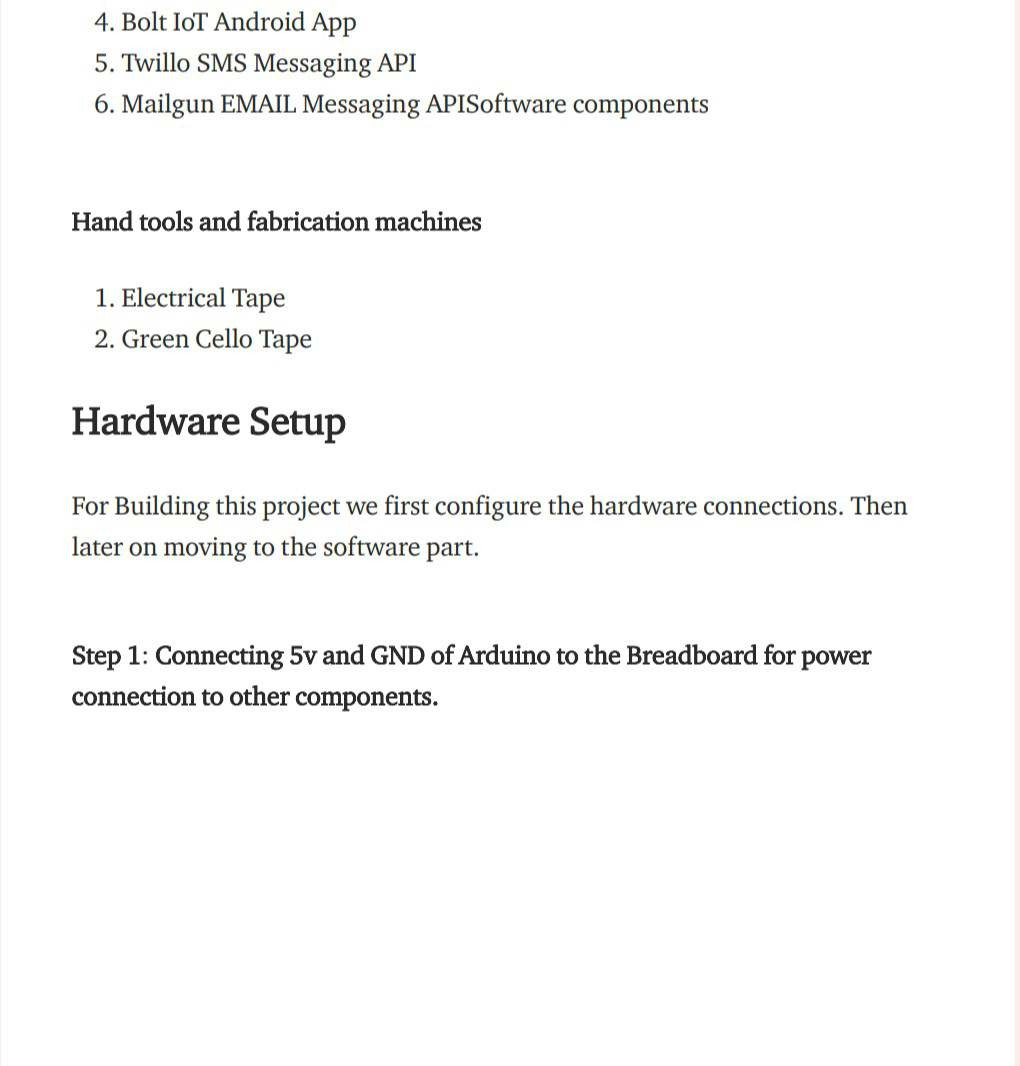 4. Bolt IoT Android App
5. Twillo SMS Messaging API
6. Mailgun EMAIL Messaging APISoftware components
Hand tools and fabrication machines
1. Electrical Tape
2. Green Cello Tape
Hardware Setup
For Building this project we first configure the hardware connections. Then
later on moving to the software part.
Step 1: Connecting 5v and GND of Arduino to the Breadboard for power
connection to other components.